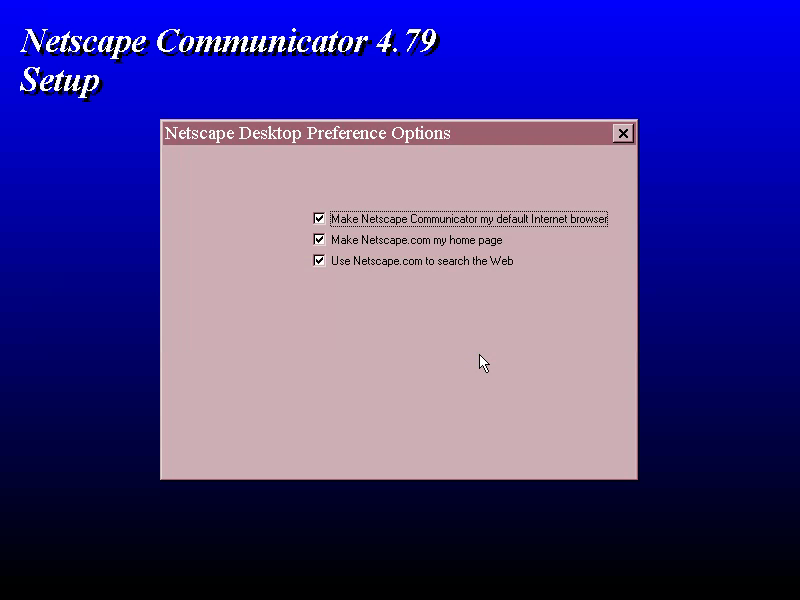 Netscape Communicator 4.79
Setup
Netscape Desktop Preference Options
Make Netscape Communicator my default Internet browser
Make Netscape.com my home page
Use Netscape.com to search the Web